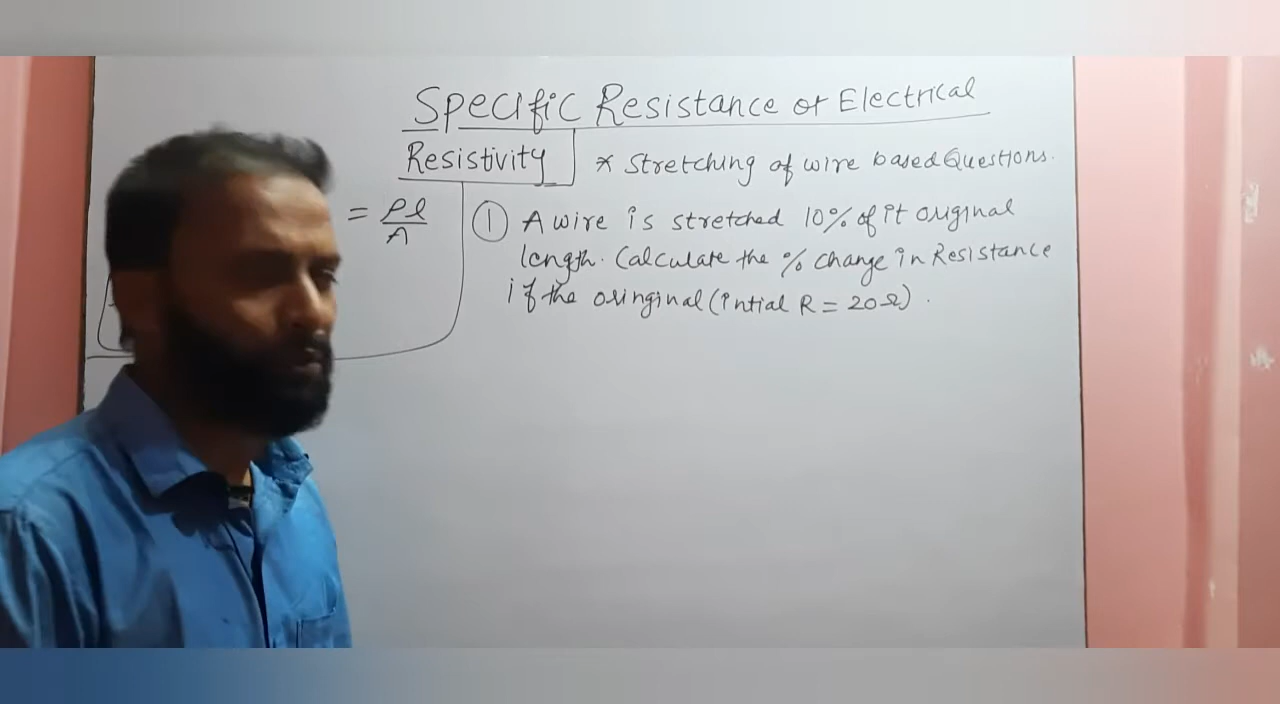 Specific Resistance or Electrical
Resistivity
* Stretching of wire based Questions.
= ρl/A
① A wire is stretched 10% of it original
length. Calculate the % change in Resistance
if the oringinal (intial R = 20Ω).